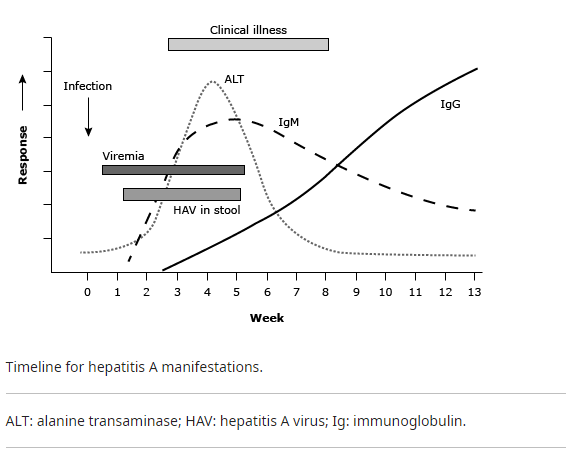 Clinical illness
ALT
Infection
IgG
IgM
Response
Viremia
HAV in stool
0 1 2 3 4 5 6 7 8 9 10 11 12 13
Week
Timeline for hepatitis A manifestations.
ALT: alanine transaminase; HAV: hepatitis A virus; Ig: immunoglobulin.